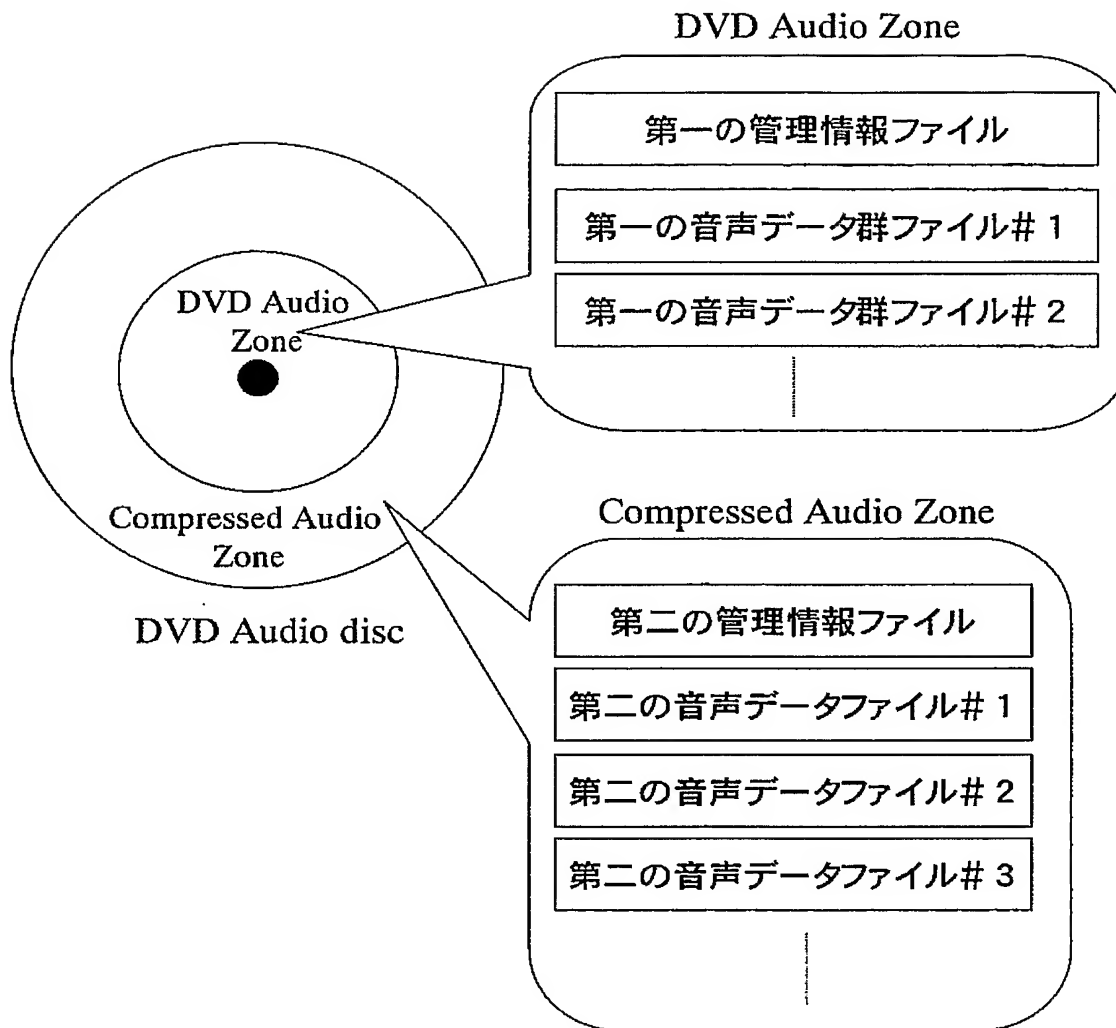 DVD Audio Zone
第一の管理情報ファイル
第一の音声データ群ファイル＃1
第一の音声データ群ファイル＃2
DVD Audio
Zone
Compressed Audio
Zone
DVD Audio disc
Compressed Audio Zone
第二の管理情報ファイル
第二の音声データファイル＃1
第二の音声データファイル＃2
第二の音声データファイル＃3